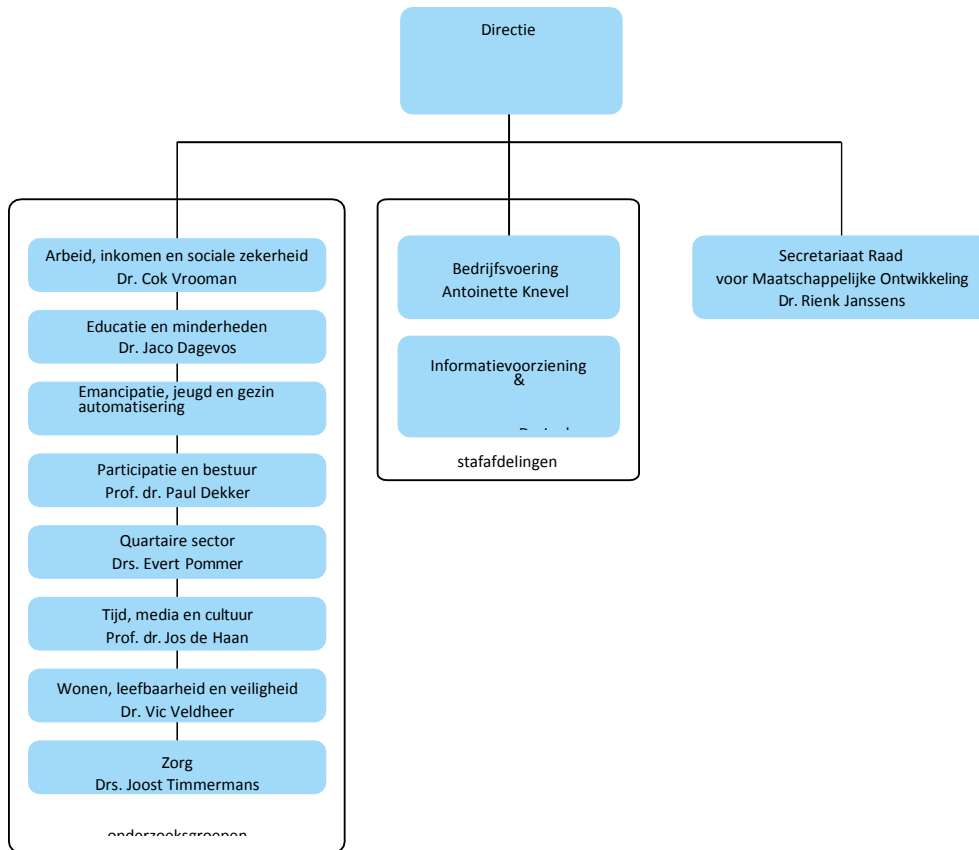 Directie
Arbeid, inkomen en sociale zekerheid
Dr. Cok Vrooman
Educatie en minderheden
Dr. Jaco Dagevos
Emancipatie, jeugd en gezin
automatisering
Participatie en bestuur
Prof. dr. Paul Dekker
Quartaire sector
Drs. Evert Pommer
Tijd, media en cultuur
Prof. dr. Jos de Haan
Wonen, leefbaarheid en veiligheid
Dr. Vic Veldheer
Zorg
Drs. Joost Timmermans
onderzoeksgroepen
Bedrijfsvoering
Antoinette Knevel
Informatievoorziening
&
stafafdelingen
Secretariaat Raad
voor Maatschappelijke Ontwikkeling
Dr. Rienk Janssens